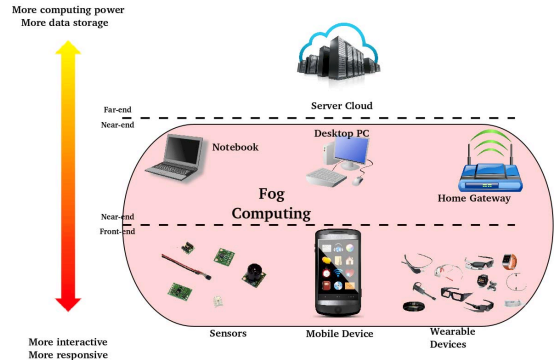 More computing power
More data storage
Server Cloud
Far-end
Near-end
Notebook
Desktop PC
Home Gateway
Fog
Computing
Near-end
Front-end
Sensors
Mobile Device
Wearable
Devices
More interactive
More responsive